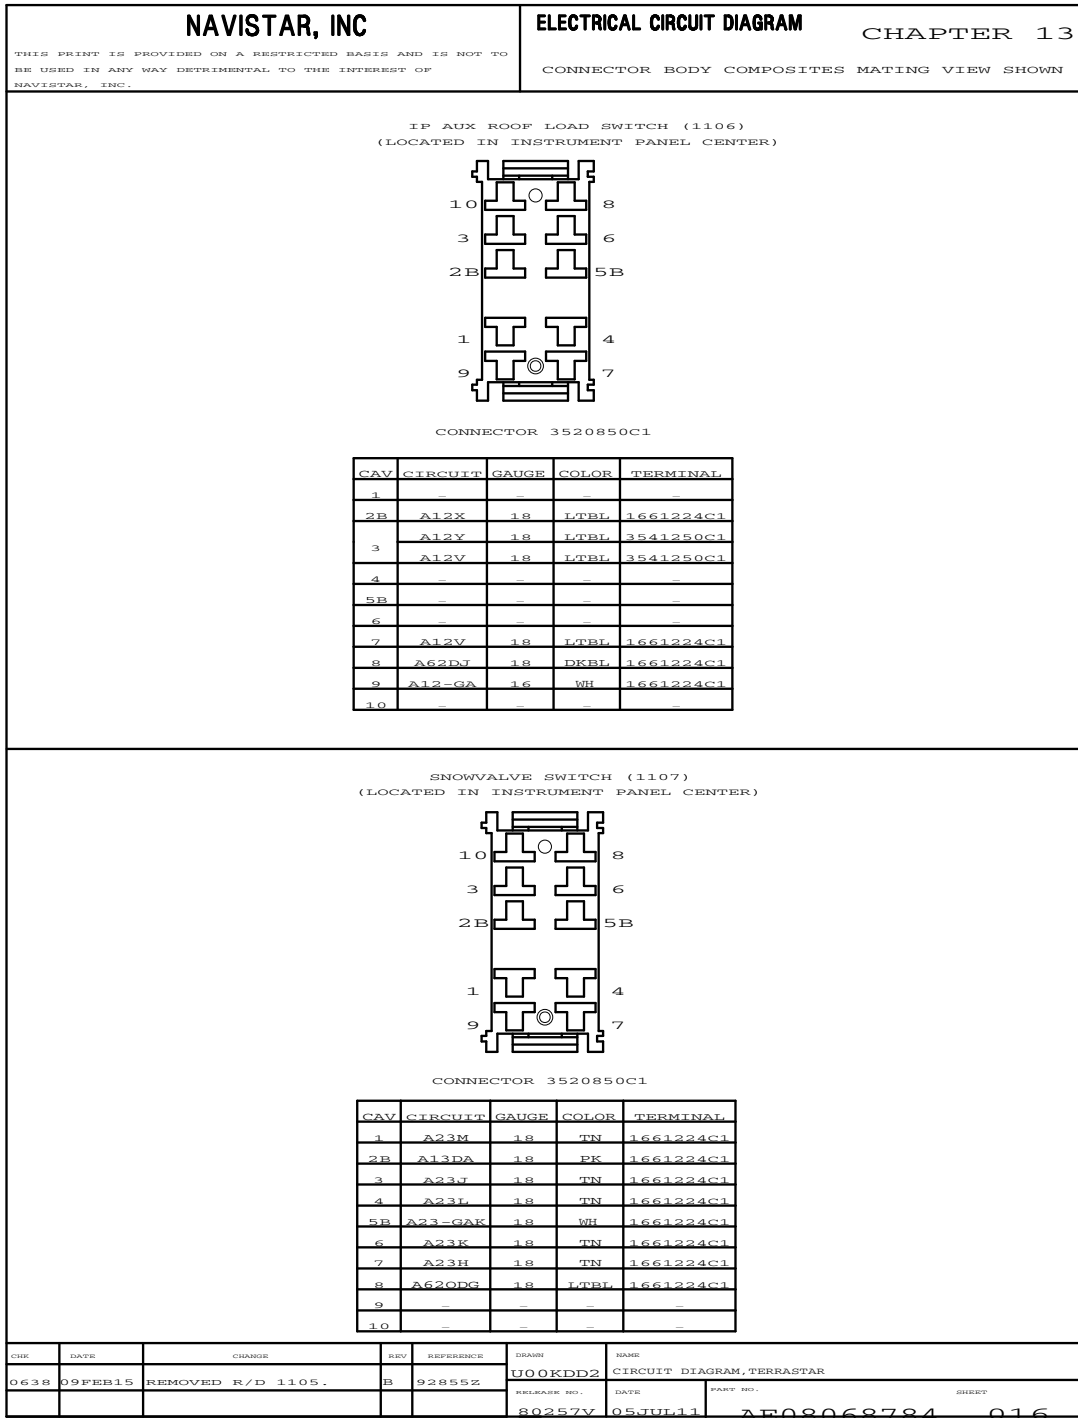 NAVISTAR, INC
THIS PRINT IS PROVIDED ON A RESTRICTED BASIS AND IS NOT TO
BE USED IN ANY WAY DETRIMENTAL TO THE INTEREST OF
NAVISTAR, INC.
ELECTRICAL CIRCUIT DIAGRAM
CHAPTER 13
CONNECTOR BODY COMPOSITES MATING VIEW SHOWN
IP AUX ROOF LOAD SWITCH (1106)
(LOCATED IN INSTRUMENT PANEL CENTER)
10 8
3 6
2B 5B
1 4
9 7
CONNECTOR 3520850C1
CAV CIRCUIT GAUGE COLOR TERMINAL
1 – – – –
2B A12X 18 LTBL 1661224C1
3 A12Y 18 LTBL 3541250C1
A12V 18 LTBL 3541250C1
4 – – – –
5B – – – –
6 – – – –
7 A12V 18 LTBL 1661224C1
8 A62DJ 18 DKBL 1661224C1
9 A12-GA 16 WH 1661224C1
10 – – – –
SNOWVALVE SWITCH (1107)
(LOCATED IN INSTRUMENT PANEL CENTER)
10 8
3 6
2B 5B
1 4
9 7
CONNECTOR 3520850C1
CAV CIRCUIT GAUGE COLOR TERMINAL
1 A23M 18 TN 1661224C1
2B A13DA 18 PK 1661224C1
3 A23J 18 TN 1661224C1
4 A23L 18 TN 1661224C1
5B A23-GAK 18 WH 1661224C1
6 A23K 18 TN 1661224C1
7 A23H 18 TN 1661224C1
8 A62ODG 18 LTBL 1661224C1
9 – – – –
10 – – – –
CHK DATE CHANGE REV REFERENCE
0638 09FEB15 REMOVED R/D 1105. B 92855Z
DRAWN
U00KDD2
NAME
CIRCUIT DIAGRAM,TERRASTAR
RELEASE NO.
80257V
DATE
05JUL11
PART NO.
AE08068784
SHEET
016